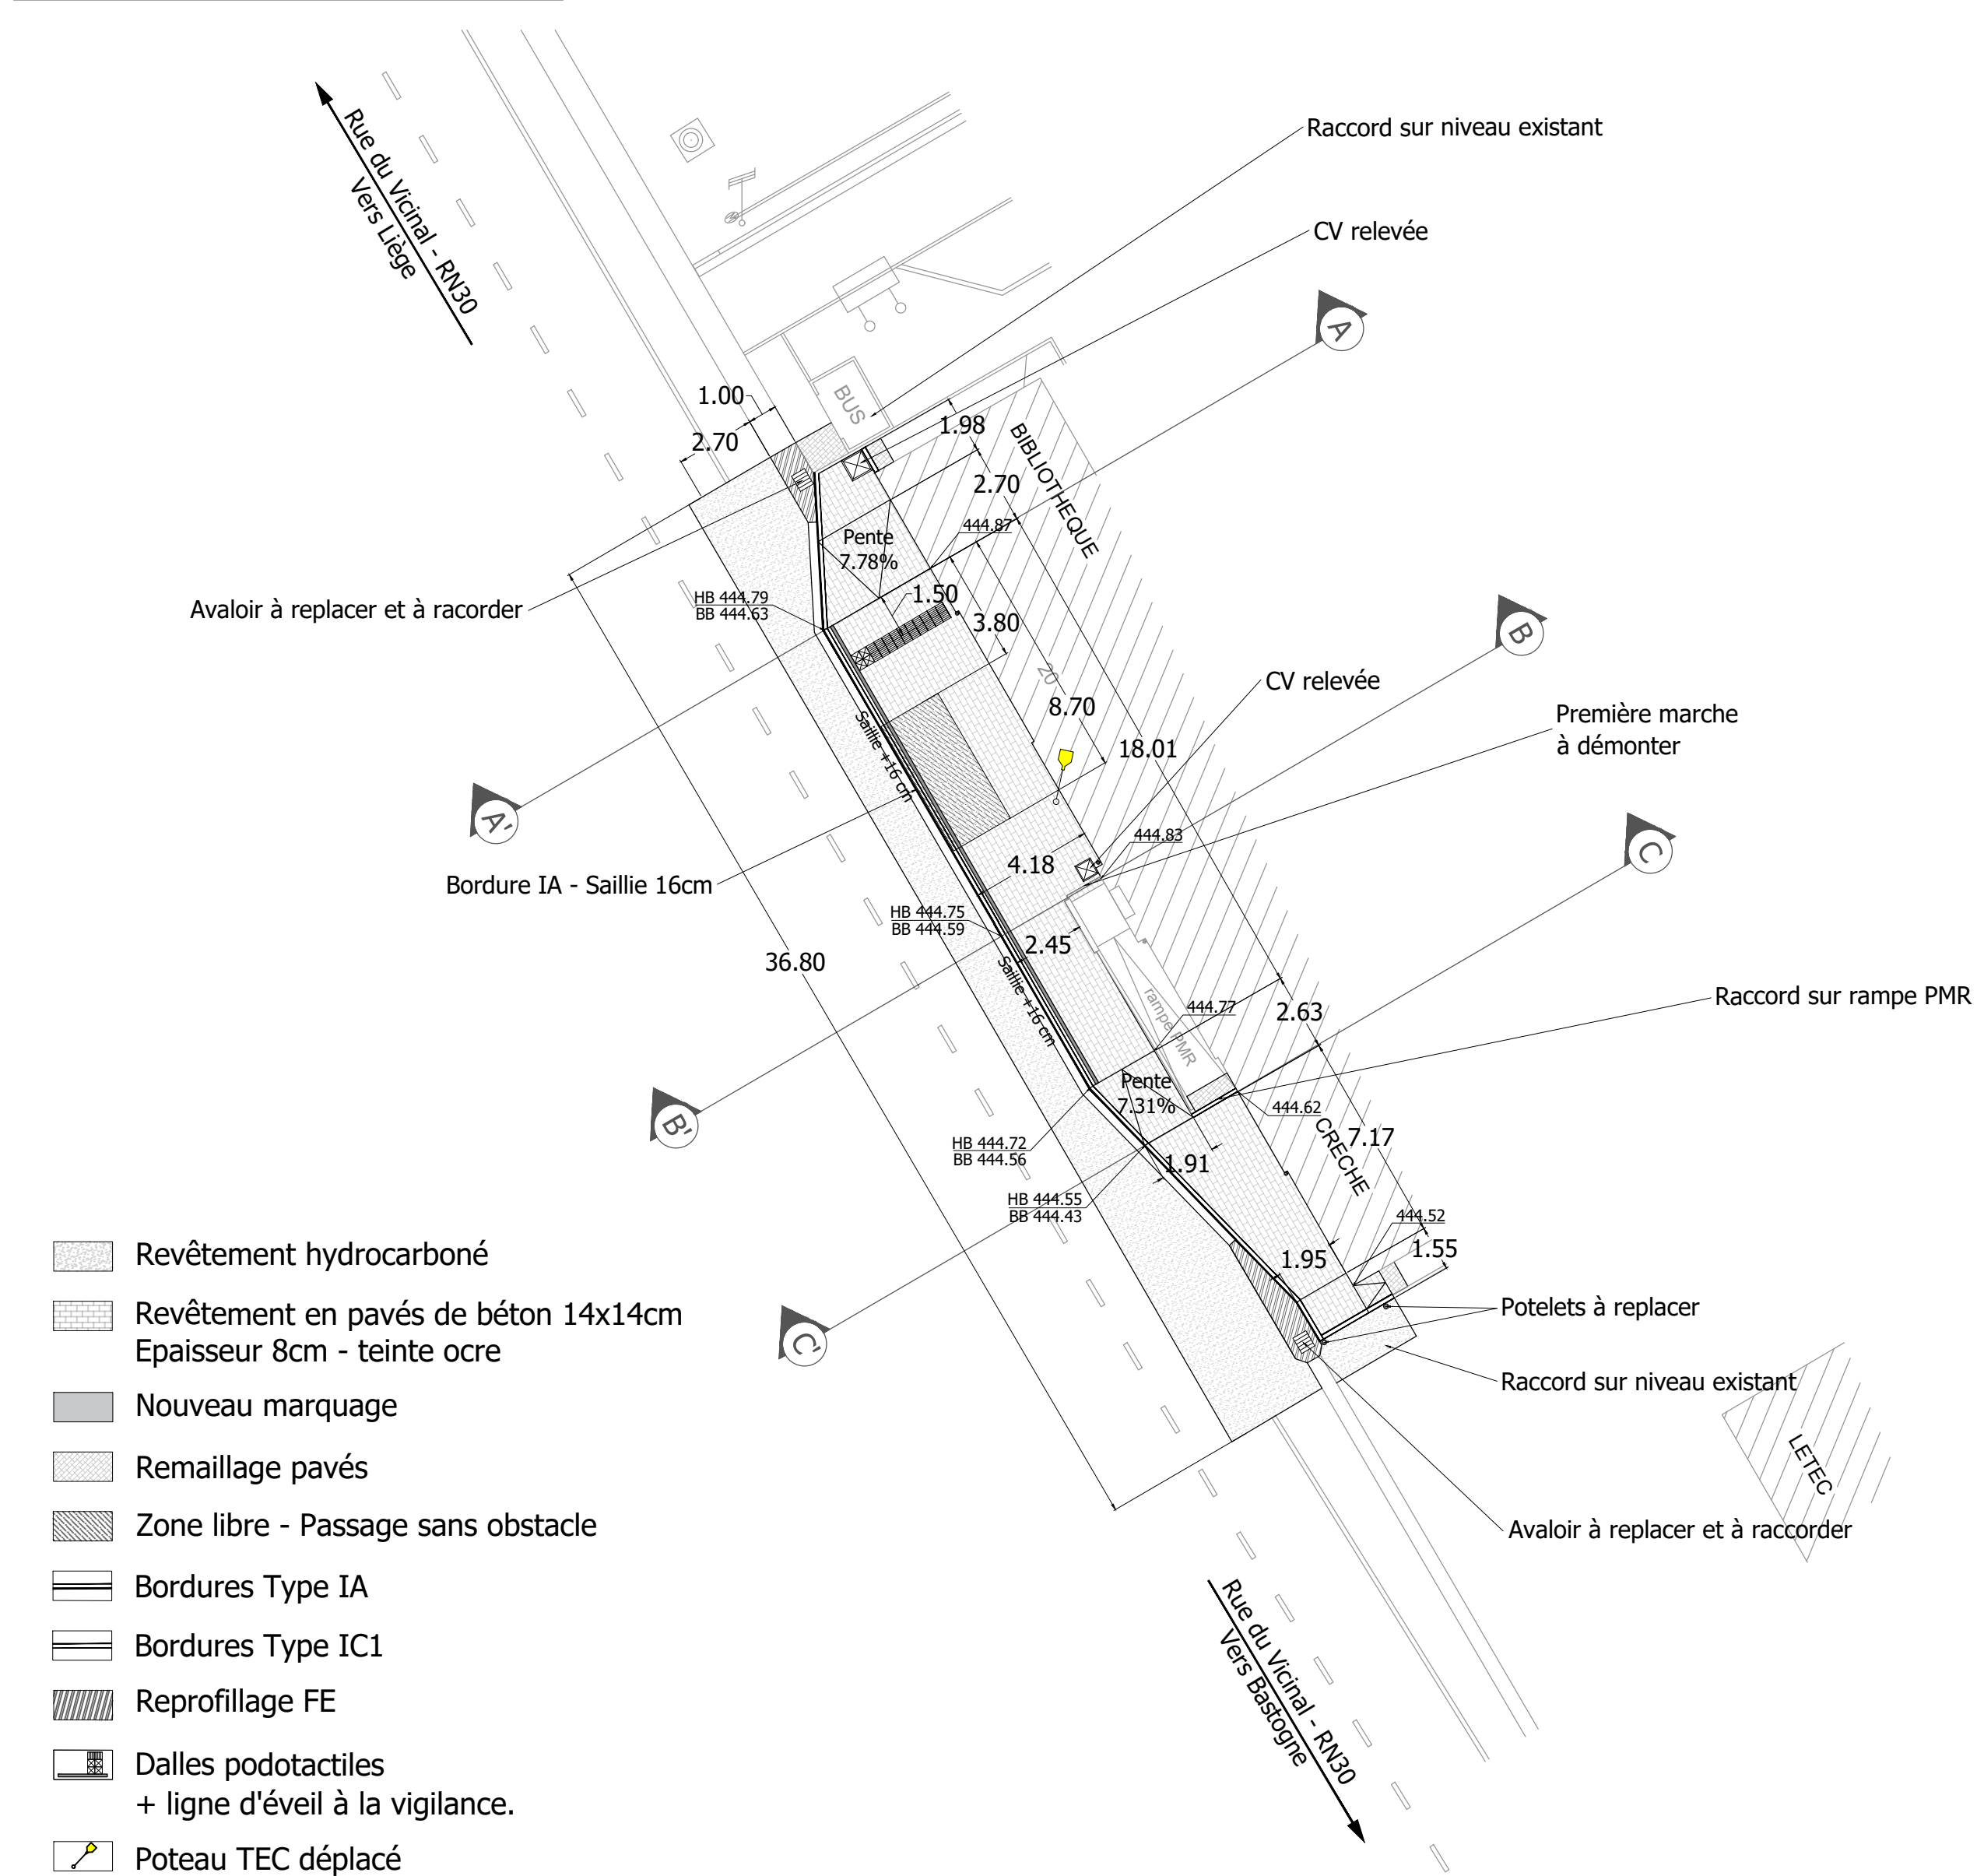 Raccord sur niveau existant
Rue du Vicinal - RN30
Vers Liège
CV relevée
A
1.00
BUS
2.70
1.98
BIBLIOTHEQUE
2.70
444.87
Pente
7.78%
1.50
3.80
HB 444.79
BB 444.63
Avaloir à replacer et à racorder
B
20
CV relevée
8.70
Première marche
à démonter
18.01
Saillie +16 cm
A'
444.83
C
4.18
Bordure IA - Saillie 16cm
HB 444.75
BB 444.59
2.45
36.80
Saillie +16 cm
Raccord sur rampe PMR
444.77
2.63
rampe PMR
Pente
7.31%
444.62
B'
HB 444.72
BB 444.56
7.17
CRECHE
1.91
HB 444.55
BB 444.43
444.52
1.95
1.55
C'
Potelets à replacer
Raccord sur niveau existant
LETEC
Avaloir à replacer et à raccorder
Rue du Vicinal - RN30
Vers Bastogne
Revêtement hydrocarboné
Revêtement en pavés de béton 14x14cm
Epaisseur 8cm - teinte ocre
Nouveau marquage
Remaillage pavés
Zone libre - Passage sans obstacle
Bordures Type IA
Bordures Type IC1
Reprofillage FE
Dalles podotactiles
+ ligne d'éveil à la vigilance.
Poteau TEC déplacé